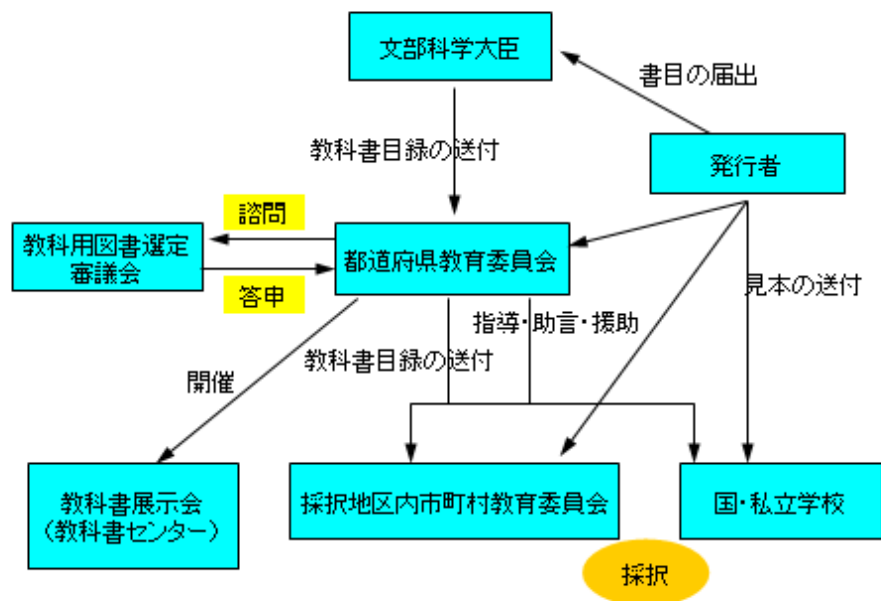 文部科学大臣
書目の届出
教科書目録の送付
発行者
諮問
教科用図書選定
審議会
都道府県教育委員会
答申
見本の送付
指導・助言・援助
教科書目録の送付
開催
教科書展示会
（教科書センター）
採択地区内市町村教育委員会
国・私立学校
採択